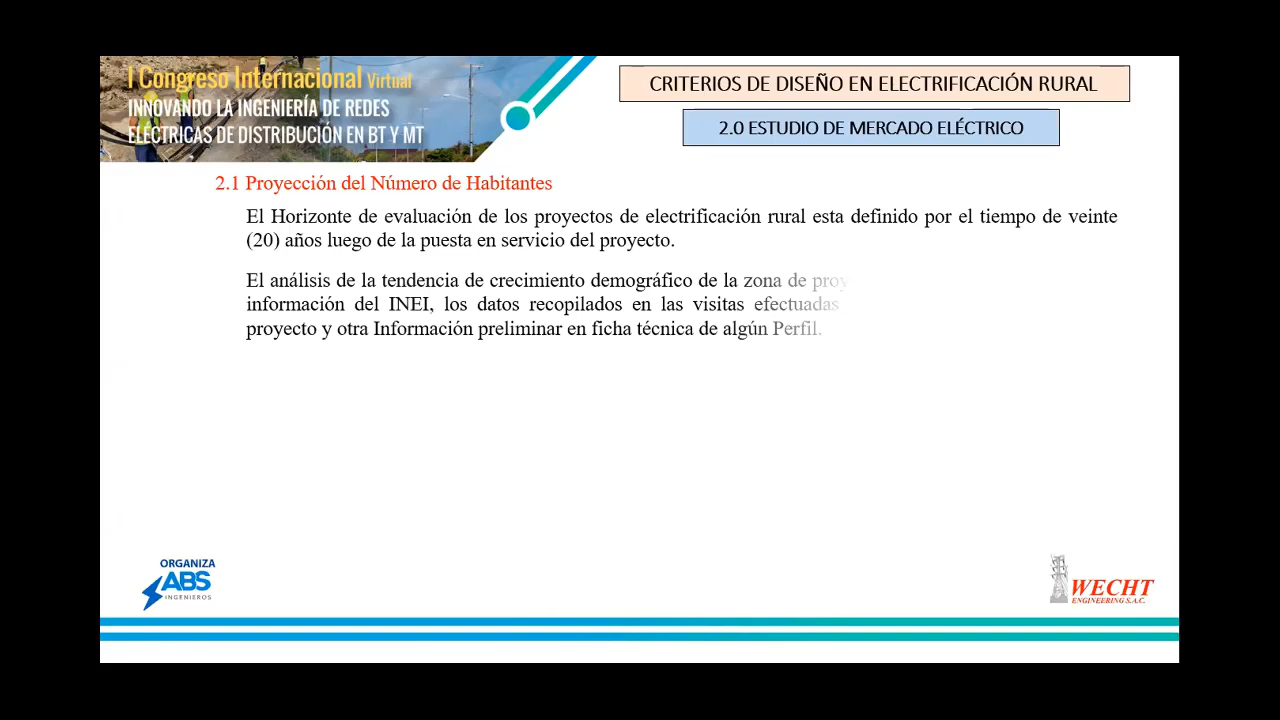 I Congreso Internacional Virtual
INNOVANDO LA INGENIERÍA DE REDES
ELÉCTRICAS DE DISTRIBUCIÓN EN BT Y MT
CRITERIOS DE DISEÑO EN ELECTRIFICACIÓN RURAL
2.0 ESTUDIO DE MERCADO ELÉCTRICO
2.1 Proyección del Número de Habitantes
El Horizonte de evaluación de los proyectos de electrificación rural esta definido por el tiempo de veinte
(20) años luego de la puesta en servicio del proyecto.
El análisis de la tendencia de crecimiento demográfico de la zona de
información del INEI, los datos recopilados en las visitas efectuadas
proyecto y otra Información preliminar en ficha técnica de algún Perfil.
ORGANIZA
ABS
INGENIEROS
WECHT
ENGINEERING S.A.C.